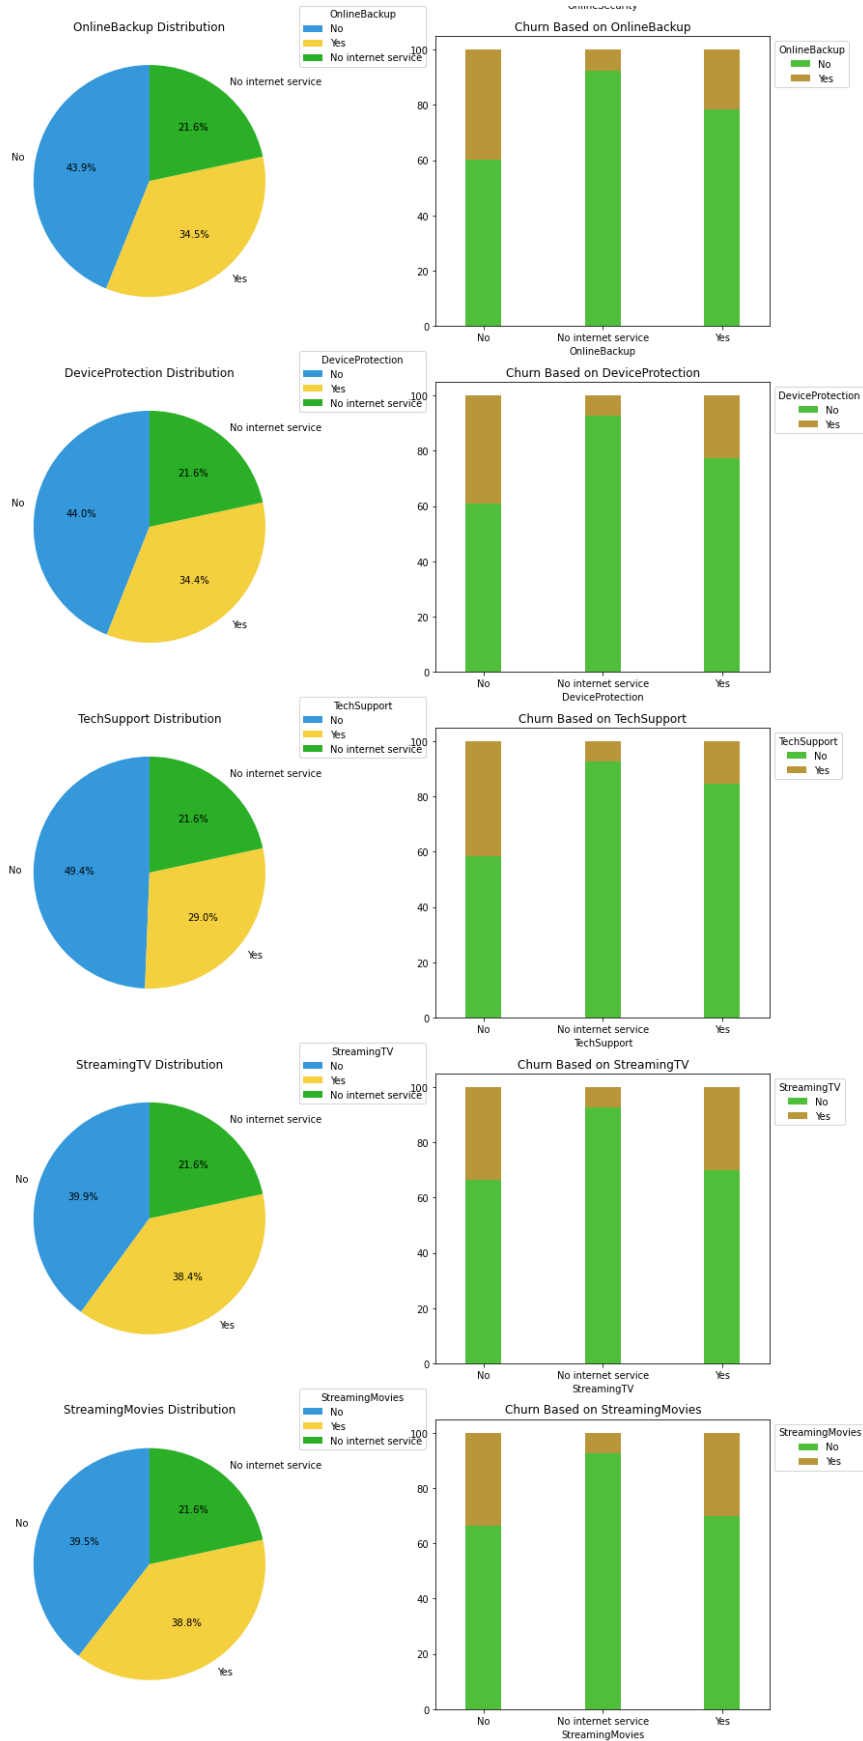 OnlineSecurity
OnlineBackup Distribution
OnlineBackup
No
Yes
No internet service
No internet service
No
Yes
21.6%
43.9%
34.5%
Churn Based on OnlineBackup
100
80
60
40
20
0
No
No internet service
Yes
OnlineBackup
OnlineBackup
No
Yes
DeviceProtection Distribution
DeviceProtection
No
Yes
No internet service
No internet service
No
Yes
21.6%
44.0%
34.4%
Churn Based on DeviceProtection
100
80
60
40
20
0
No
No internet service
Yes
DeviceProtection
DeviceProtection
No
Yes
TechSupport Distribution
TechSupport
No
Yes
No internet service
No internet service
No
Yes
21.6%
49.4%
29.0%
Churn Based on TechSupport
100
80
60
40
20
0
No
No internet service
Yes
TechSupport
TechSupport
No
Yes
StreamingTV Distribution
StreamingTV
No
Yes
No internet service
No internet service
No
Yes
21.6%
39.9%
38.4%
Churn Based on StreamingTV
100
80
60
40
20
0
No
No internet service
Yes
StreamingTV
StreamingTV
No
Yes
StreamingMovies Distribution
StreamingMovies
No
Yes
No internet service
No internet service
No
Yes
21.6%
39.5%
38.8%
Churn Based on StreamingMovies
100
80
60
40
20
0
No
No internet service
Yes
StreamingMovies
StreamingMovies
No
Yes